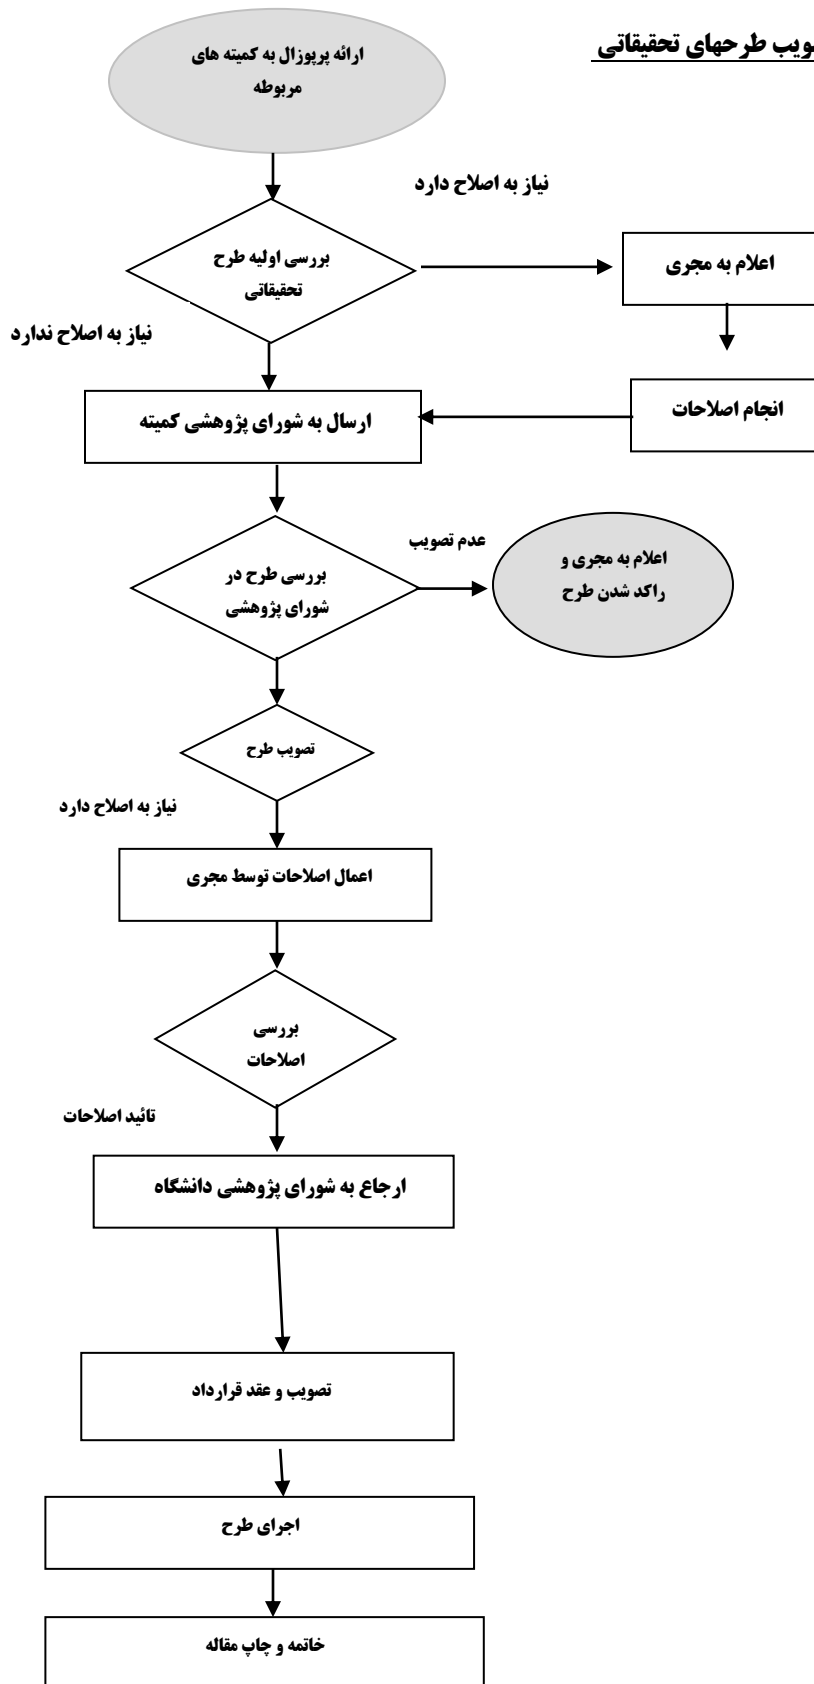 طرحهای تحقیقاتی
ارائه پرپوزال به کمیته های
مربوطه
نیاز به اصلاح دارد
بررسی اولیه طرح
تحقیقاتی
اعلام به مجری
نیاز به اصلاح ندارد
انجام اصلاحات
ارسال به شورای پژوهشی کمیته
عدم تصویب
بررسی طرح در
شورای پژوهشی
اعلام به مجری و
راکد شدن طرح
تصویب طرح
نیاز به اصلاح دارد
اعمال اصلاحات توسط مجری
بررسی
اصلاحات
تائید اصلاحات
ارجاع به شورای پژوهشی دانشگاه
تصویب و عقد قرارداد
اجرای طرح
خاتمه و چاپ مقاله